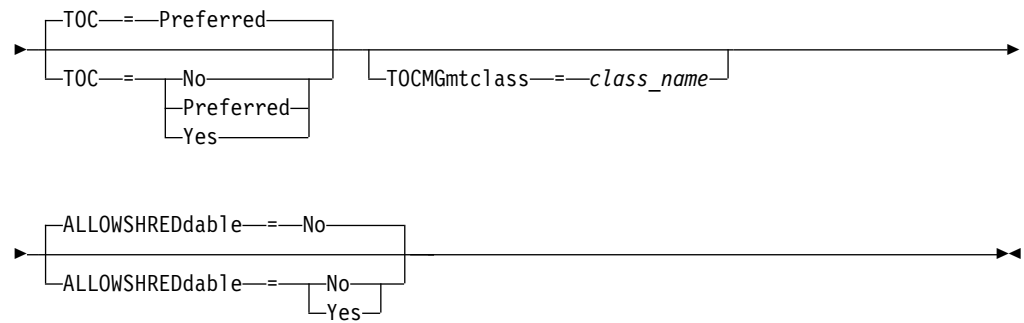 TOC = Preferred
TOC = No
Preferred
Yes
TOCMGmtclass = class_name
ALLOWSHREDdable = No
ALLOWSHREDdable = No
Yes